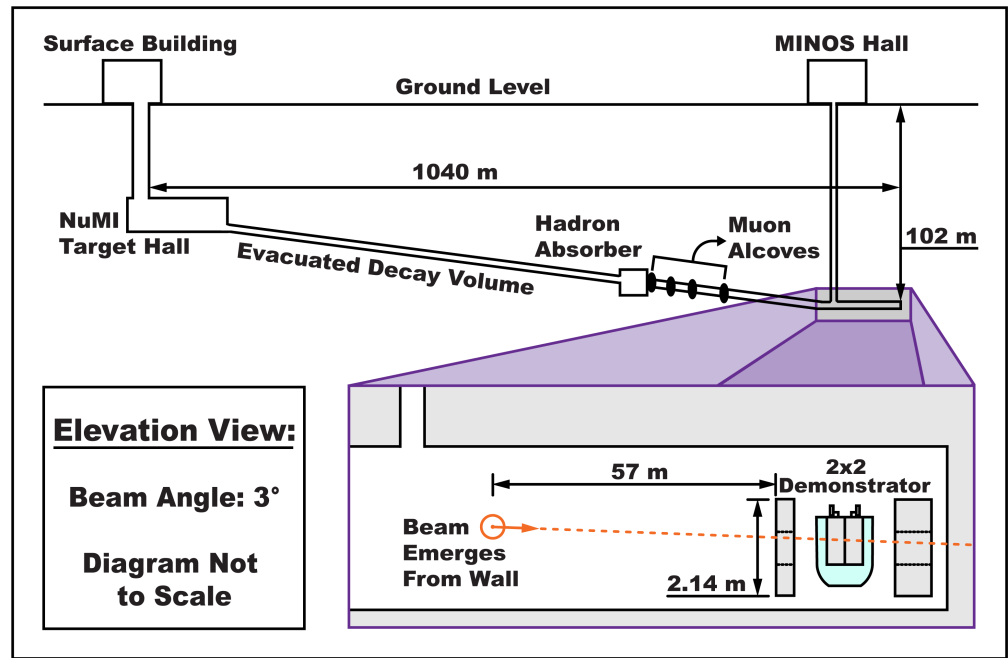 Surface Building
MINOS Hall
Ground Level
1040 m
NuMI
Target Hall
Hadron
Absorber
Muon
Alcoves
102 m
Evacuated Decay Volume
Elevation View:
Beam Angle: 3°
Diagram Not
to Scale
57 m
2x2
Demonstrator
Beam
Emerges
From Wall
2.14 m